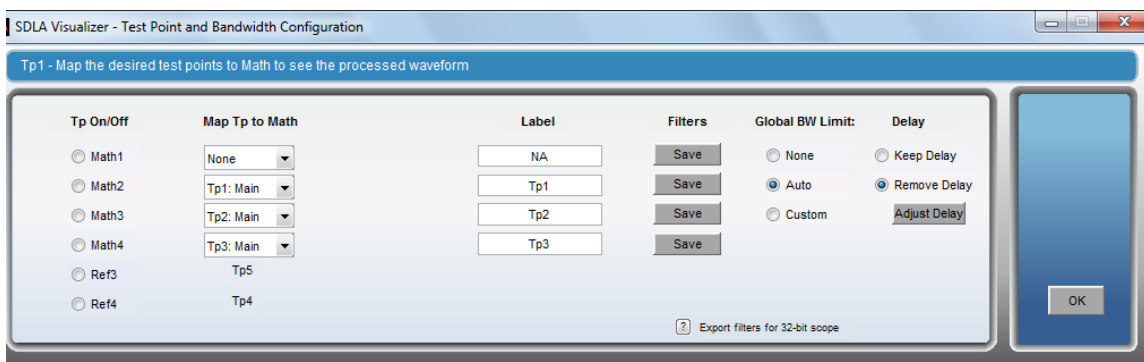 SDLA Visualizer - Test Point and Bandwidth Configuration
Tp1 - Map the desired test points to Math to see the processed waveform
Tp On/Off Map Tp to Math Label Filters Global BW Limit: Delay
Math1 None NA Save None Keep Delay
Math2 Tp1: Main Tp1 Save Auto Remove Delay
Math3 Tp2: Main Tp2 Save Custom Adjust Delay
Math4 Tp3: Main Tp3 Save
Ref3 Tp5
Ref4 Tp4
OK
? Export filters for 32-bit scope